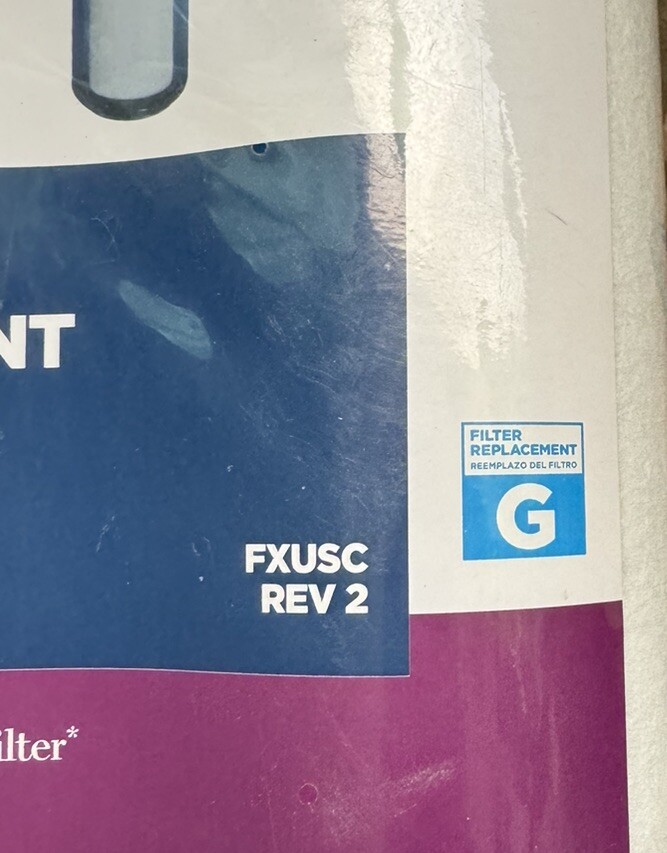 NT
FILTER
REPLACEMENT
REEMPLAZO DEL FILTRO
G
FXUSC
REV 2
ilter*